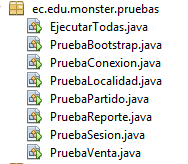 ec.edu.monster.pruebas
EjecutarTodas.java
PruebaBootstrap.java
PruebaConexion.java
PruebaLocalidad.java
PruebaPartido.java
PruebaReporte.java
PruebaSesion.java
PruebaVenta.java